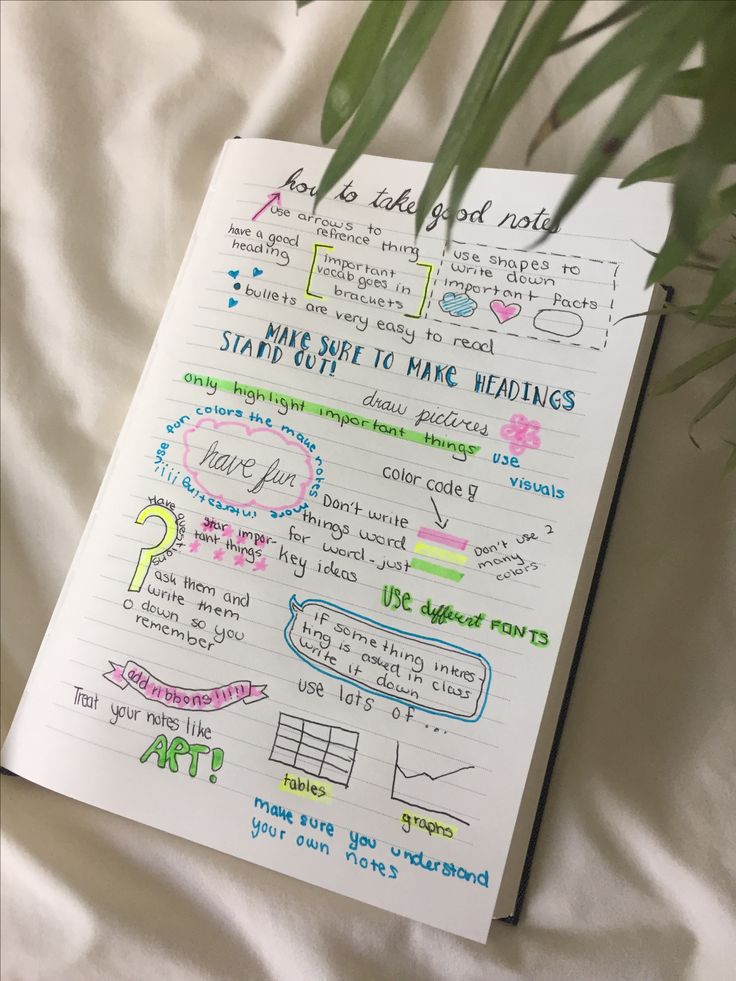 how to take good notes
use arrows to
refrence thing
have a good
heading
important
vocab goes in
brackets
use shapes to
write down
important facts
bullets are very easy to read
MAKE SURE TO MAKE HEADINGS
STAND OUT!
draw pictures
only highlight important things
use
visuals
use fun colors the make notes more interesting
have fun
color code!
Don't write
things word
for word - just
key ideas
Don't use 2
many
colors
Have questions
star impor-
tant things
ask them and
write them
down so you
remember
USE different FONTS
if something interes-
ting is asked in class
write it down
add ribbons!!!!!
use lots of ...
Treat your notes like
ART!
tables
graphs
make sure you understand
your own notes